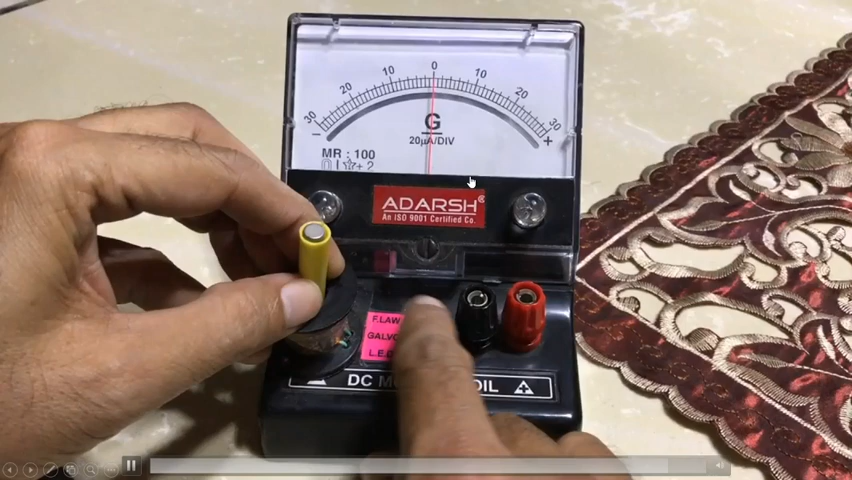 30 20 10 0 10 20 30
− +
G
20µA/DIV
MR : 100
ADARSH®
An ISO 9001 Certified Co.
F.LAW
GALV
L.E.
DC M OIL